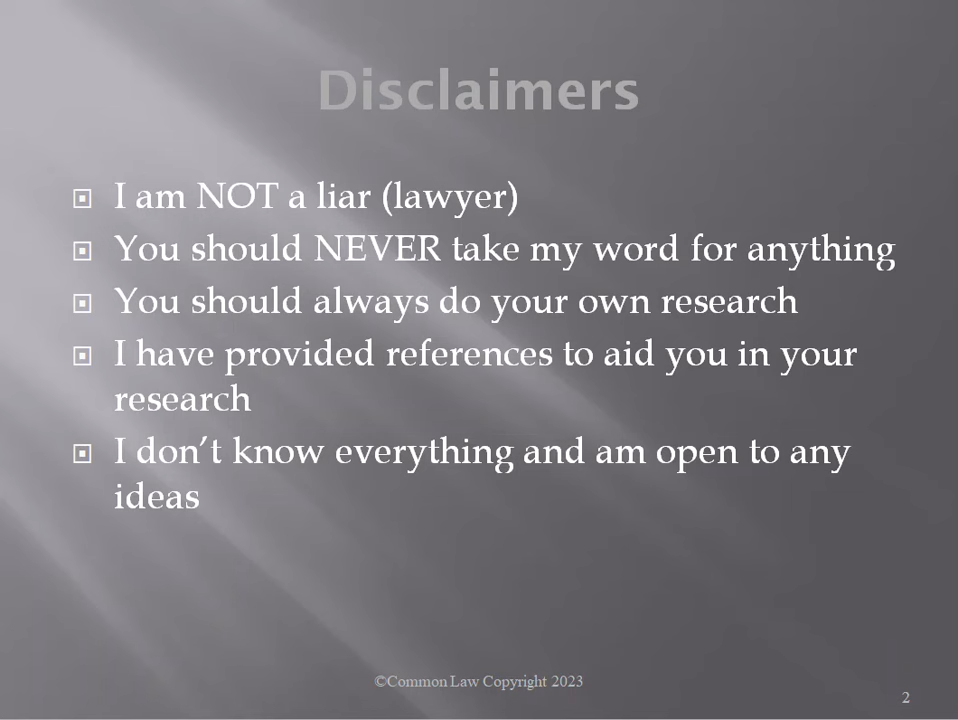 Disclaimers
I am NOT a liar (lawyer)
You should NEVER take my word for anything
You should always do your own research
I have provided references to aid you in your
research
I don’t know everything and am open to any
ideas
©Common Law Copyright 2023
2